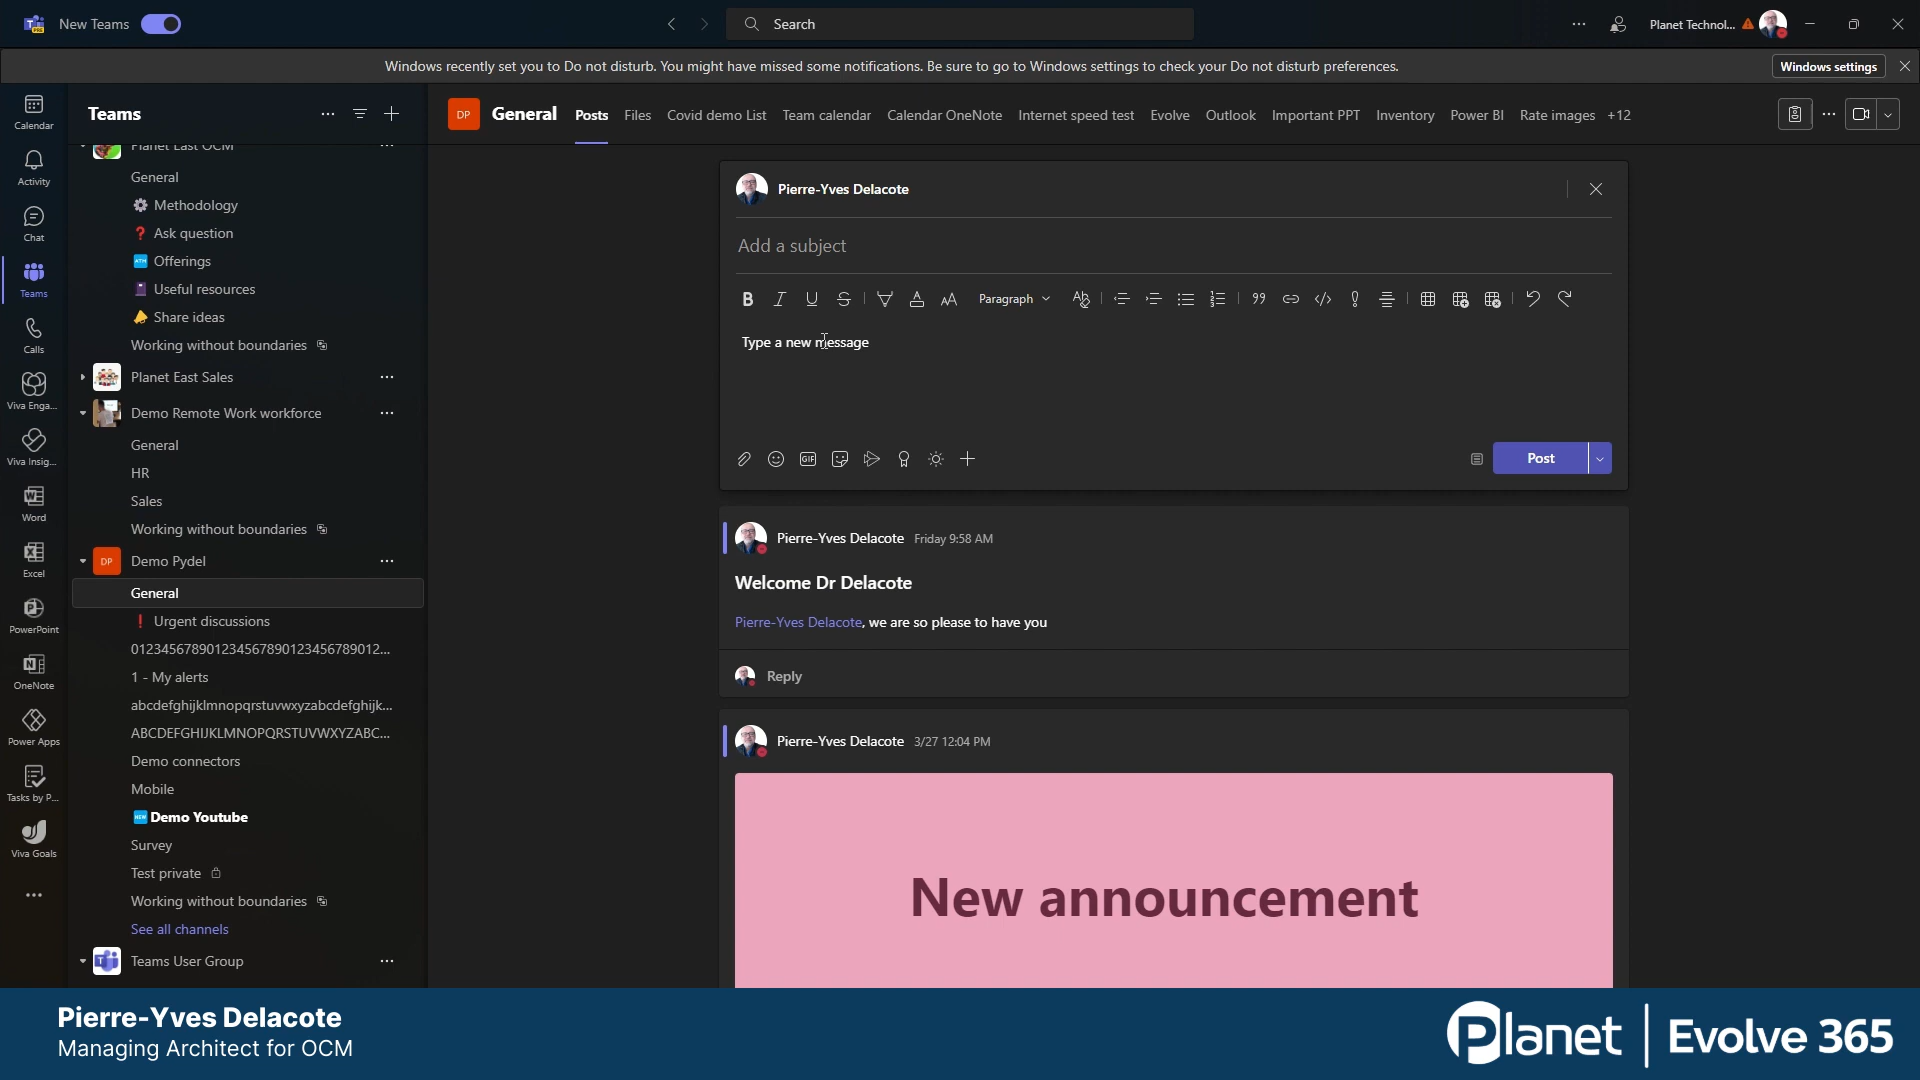 New Teams
Search
Planet Technol...
Windows recently set you to Do not disturb. You might have missed some notifications. Be sure to go to Windows settings to check your Do not disturb preferences.
Windows settings
Calendar
Activity
Chat
Teams
Calls
Viva Enga...
Viva Insig...
Word
Excel
PowerPoint
OneNote
Power Apps
Tasks by P...
Viva Goals
Teams
Planet East OCM
General
Methodology
Ask question
Offerings
Useful resources
Share ideas
Working without boundaries
Planet East Sales
Demo Remote Work workforce
General
HR
Sales
Working without boundaries
DP Demo Pydel
General
Urgent discussions
01234567890123456789012345678901​2...
1 - My alerts
abcdefghijklmnopqrstuvwxyzabcdefghijk...
ABCDEFGHIJKLMNOPQRSTUVWXYZABC...
Demo connectors
Mobile
Demo Youtube
Survey
Test private
Working without boundaries
See all channels
Teams User Group
DP General Posts Files Covid demo List Team calendar Calendar OneNote Internet speed test Evolve Outlook Important PPT Inventory Power BI Rate images +12
Pierre-Yves Delacote
Add a subject
Paragraph
Type a new message
GIF
Post
Pierre-Yves Delacote Friday 9:58 AM
Welcome Dr Delacote
Pierre-Yves Delacote, we are so please to have you
Reply
Pierre-Yves Delacote 3/27 12:04 PM
New announcement
Pierre-Yves Delacote
Managing Architect for OCM
Planet | Evolve 365